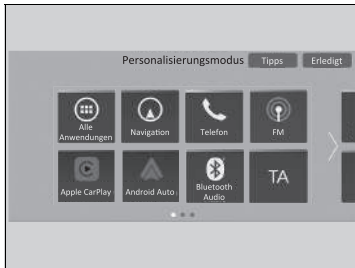 Personalisierungsmodus Tipps Erledigt
Alle
Anwendungen
Navigation
Telefon
FM
Apple CarPlay
Android Auto
Bluetooth
Audio
TA